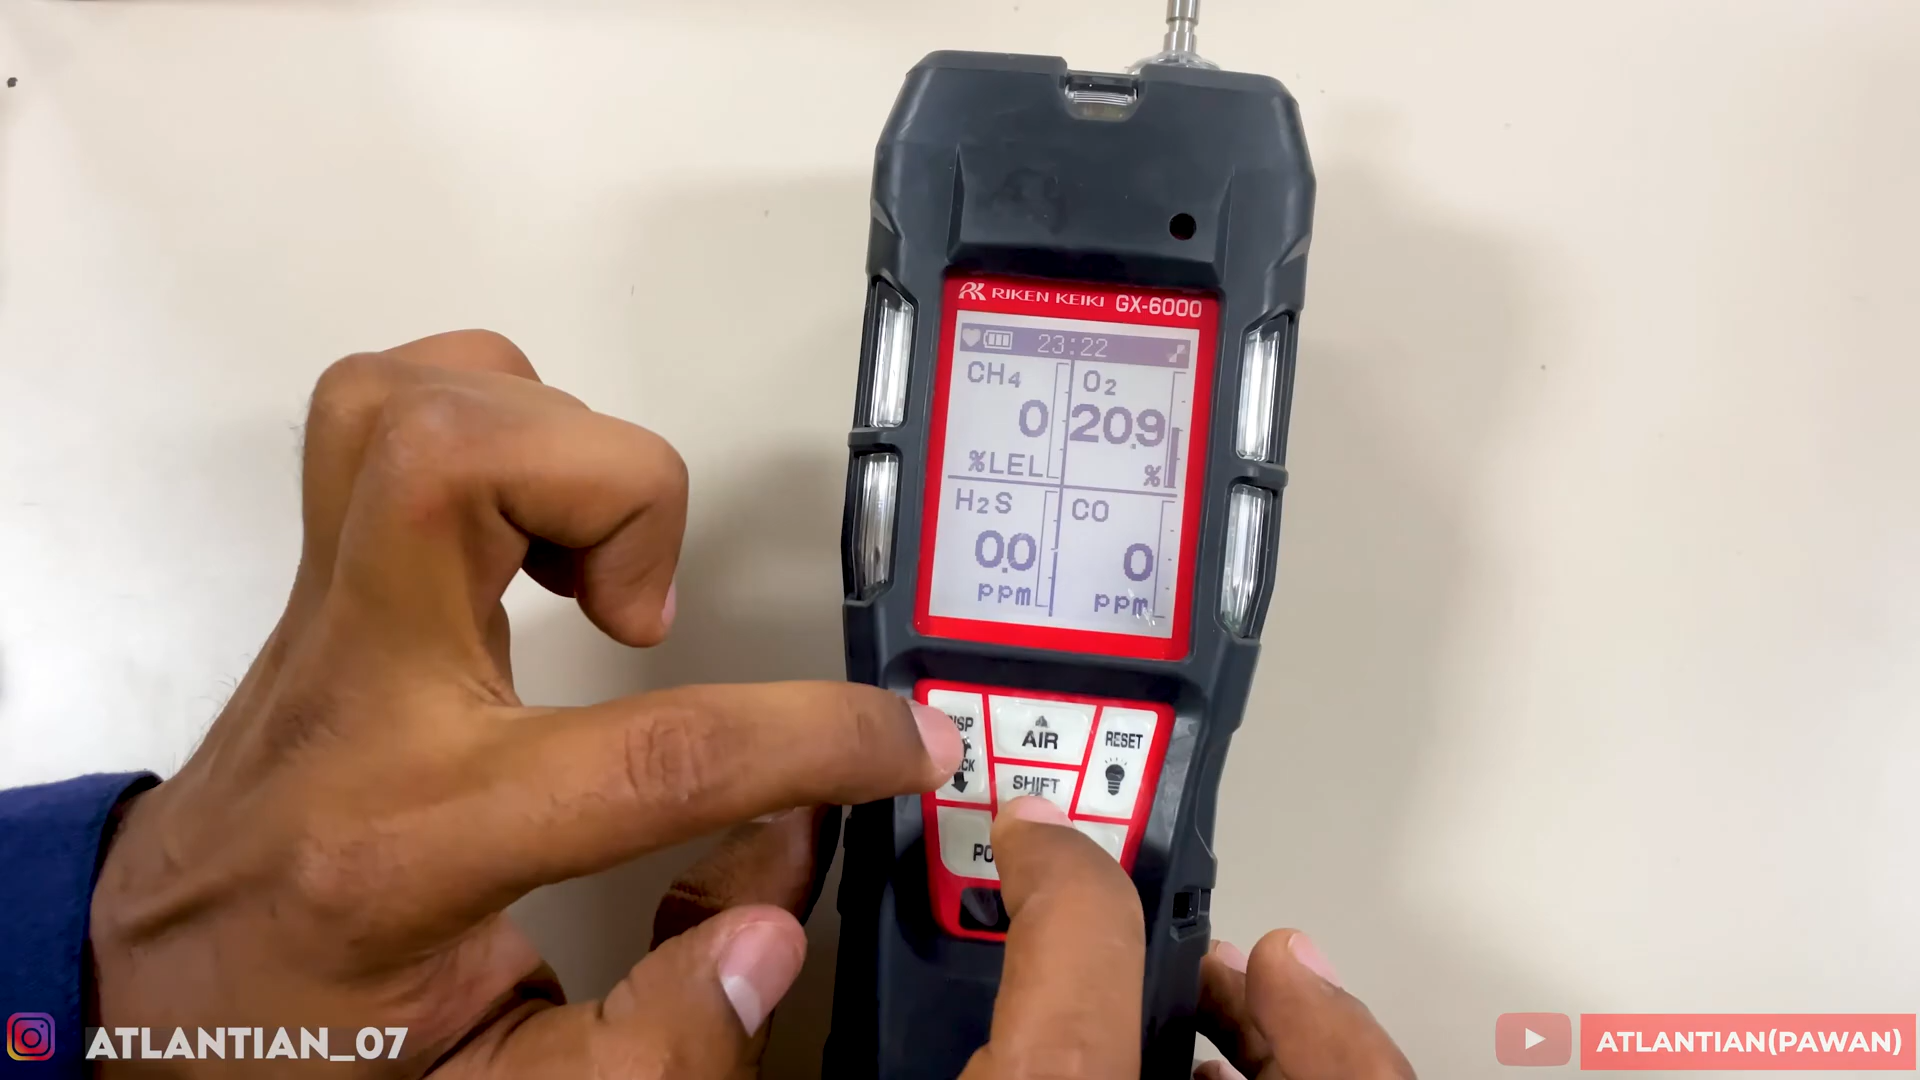 RIKEN KEIKI GX-6000
23:22
CH4
0
%LEL
O2
20.9
%
H2S
0.0
ppm
CO
0
ppm
AIR
SHIFT
RESET
ATLANTIAN_07
ATLANTIAN(PAWAN)